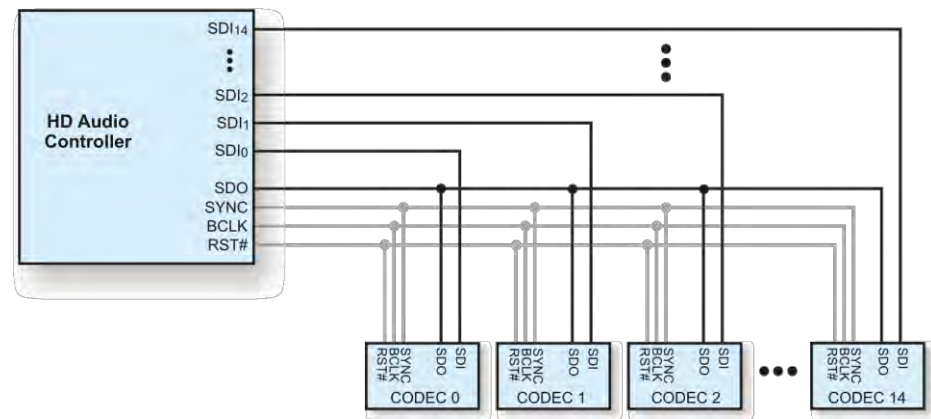 SDI14
SDI2
HD Audio
Controller
SDI1
SDI0
SDO
SYNC
BCLK
RST#
RST#
BCLK
SYNC
SDO
SDI
CODEC 0
RST#
BCLK
SYNC
SDO
SDI
CODEC 1
RST#
BCLK
SYNC
SDO
SDI
CODEC 2
RST#
BCLK
SYNC
SDO
SDI
CODEC 14